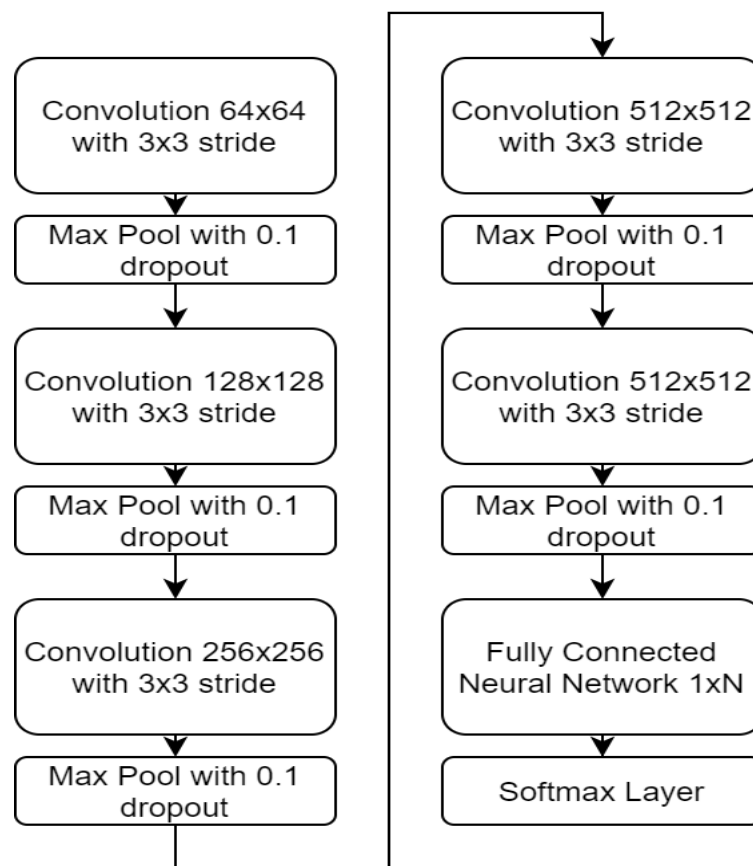 Convolution 64x64
with 3x3 stride
Max Pool with 0.1
dropout
Convolution 128x128
with 3x3 stride
Max Pool with 0.1
dropout
Convolution 256x256
with 3x3 stride
Max Pool with 0.1
dropout
Convolution 512x512
with 3x3 stride
Max Pool with 0.1
dropout
Convolution 512x512
with 3x3 stride
Max Pool with 0.1
dropout
Fully Connected
Neural Network 1xN
Softmax Layer